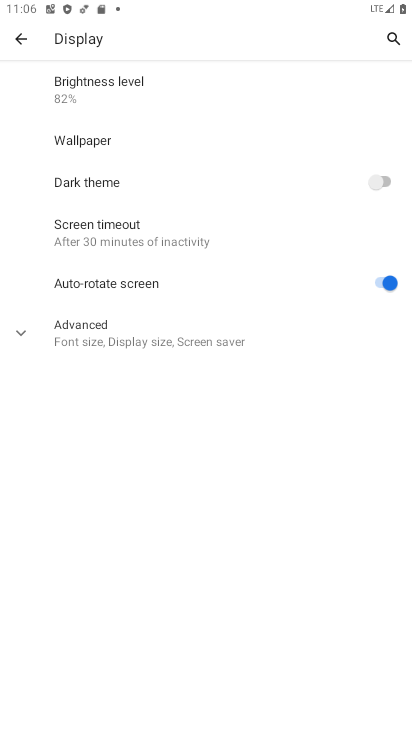 11:06
LTE
Display
Brightness level
82%
Wallpaper
Dark theme
Screen timeout
After 30 minutes of inactivity
Auto-rotate screen
Advanced
Font size, Display size, Screen saver